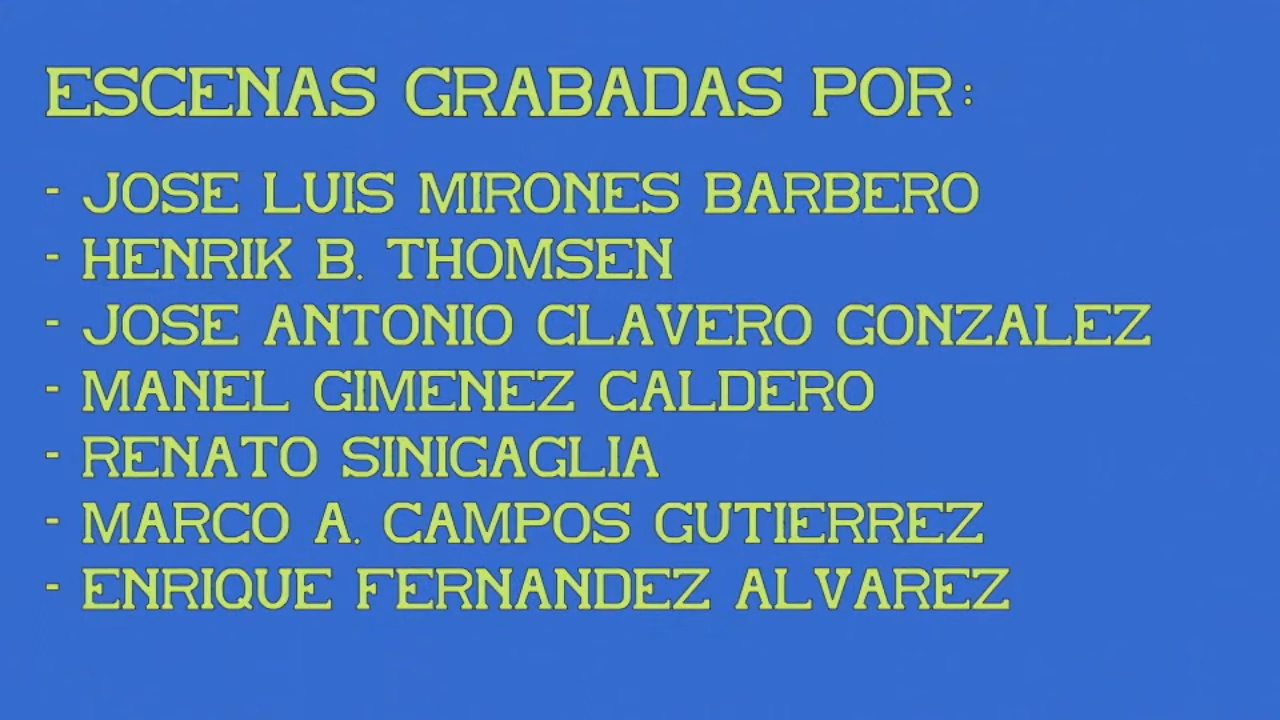 ESCENAS GRABADAS POR:
- JOSE LUIS MIRONES BARBERO
- HENRIK B. THOMSEN
- JOSE ANTONIO CLAVERO GONZALEZ
- MANEL GIMENEZ CALDERO
- RENATO SINIGAGLIA
- MARCO A. CAMPOS GUTIERREZ
- ENRIQUE FERNANDEZ ALVAREZ